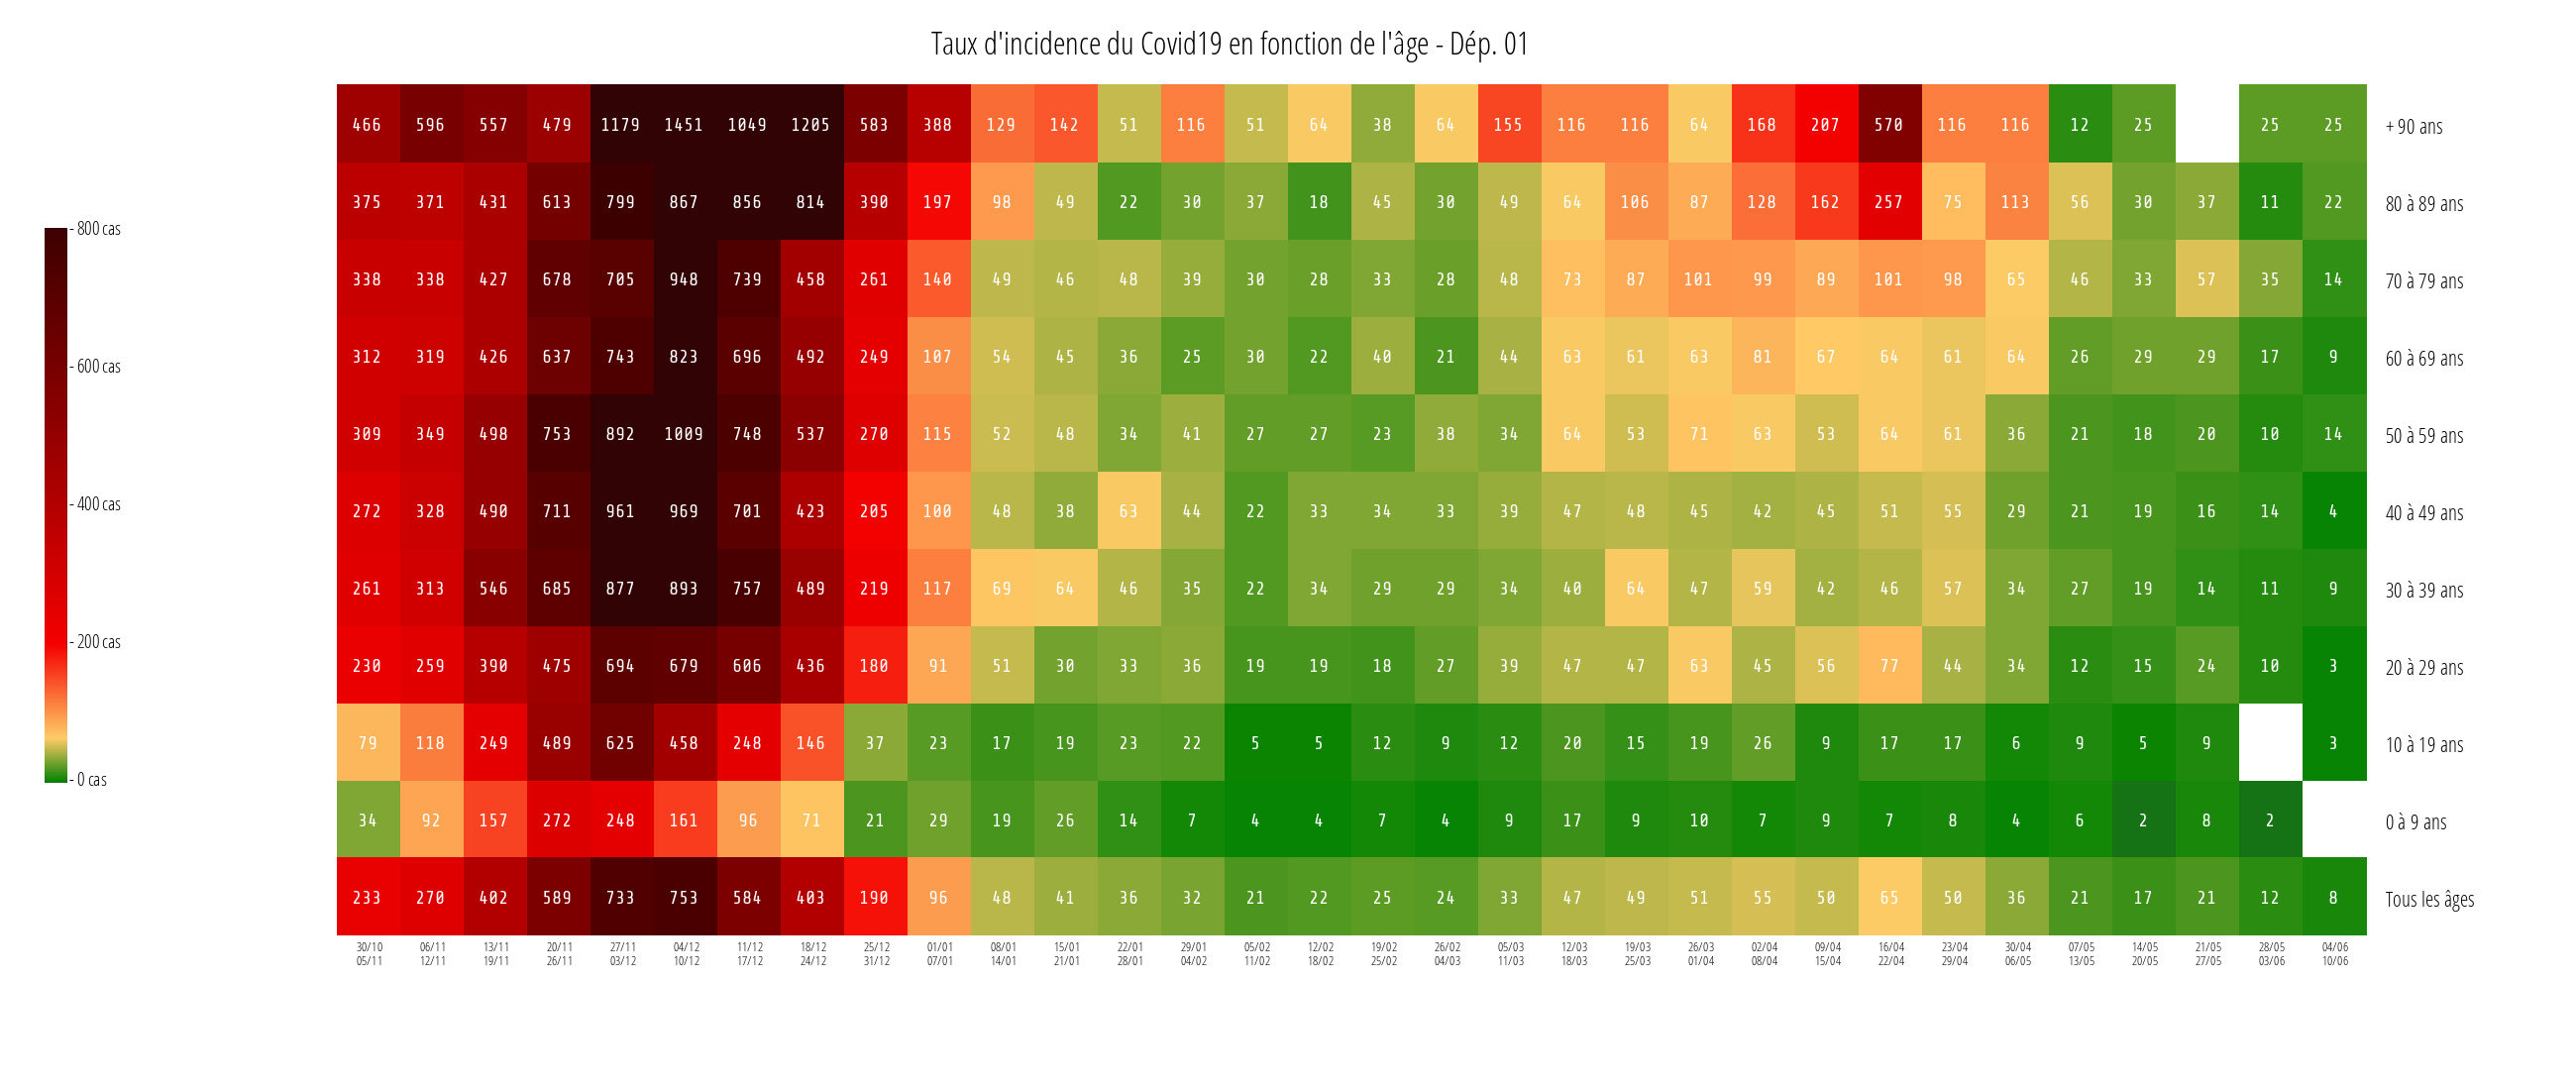 Taux d'incidence du Covid19 en fonction de l'âge - Dép. 01
466 596 557 479 1179 1451 1049 1205 583 388 129 142 51 116 51 64 38 64 155 116 116 64 168 207 570 116 116 12 25 25 25 + 90 ans
375 371 431 613 799 867 856 814 390 197 98 49 22 30 37 18 45 30 49 64 106 87 128 162 257 75 113 56 30 37 11 22 80 à 89 ans
- 800 cas
338 338 427 678 705 948 739 458 261 140 49 46 48 39 30 28 33 28 48 73 87 101 99 89 101 98 65 46 33 57 35 14 70 à 79 ans
312 319 426 637 743 823 696 492 249 107 54 45 36 25 30 22 40 21 44 63 61 63 81 67 64 61 64 26 29 29 17 9 60 à 69 ans
- 600 cas
309 349 498 753 892 1009 748 537 270 115 52 48 34 41 27 27 23 38 34 64 53 71 63 53 64 61 36 21 18 20 10 14 50 à 59 ans
- 400 cas
272 328 490 711 961 969 701 423 205 100 48 38 63 44 22 33 34 33 39 47 48 45 42 45 51 55 29 21 19 16 14 4 40 à 49 ans
261 313 546 685 877 893 757 489 219 117 69 64 46 35 22 34 29 29 34 40 64 47 59 42 46 57 34 27 19 14 11 9 30 à 39 ans
- 200 cas
230 259 390 475 694 679 606 436 180 91 51 30 33 36 19 19 18 27 39 47 47 63 45 56 77 44 34 12 15 24 10 3 20 à 29 ans
79 118 249 489 625 458 248 146 37 23 17 19 23 22 5 5 12 9 12 20 15 19 26 9 17 17 6 9 5 9 3 10 à 19 ans
- 0 cas
34 92 157 272 248 161 96 71 21 29 19 26 14 7 4 4 7 4 9 17 9 10 7 9 7 8 4 6 2 8 2 0 à 9 ans
233 270 402 589 733 753 584 403 190 96 48 41 36 32 21 22 25 24 33 47 49 51 55 50 65 50 36 21 17 21 12 8 Tous les âges
30/10 06/11 13/11 20/11 27/11 04/12 11/12 18/12 25/12 01/01 08/01 15/01 22/01 29/01 05/02 12/02 19/02 26/02 05/03 12/03 19/03 26/03 02/04 09/04 16/04 23/04 30/04 07/05 14/05 21/05 28/05 04/06
05/11 12/11 19/11 26/11 03/12 10/12 17/12 24/12 31/12 07/01 14/01 21/01 28/01 04/02 11/02 18/02 25/02 04/03 11/03 18/03 25/03 01/04 08/04 15/04 22/04 29/04 06/05 13/05 20/05 27/05 03/06 10/06